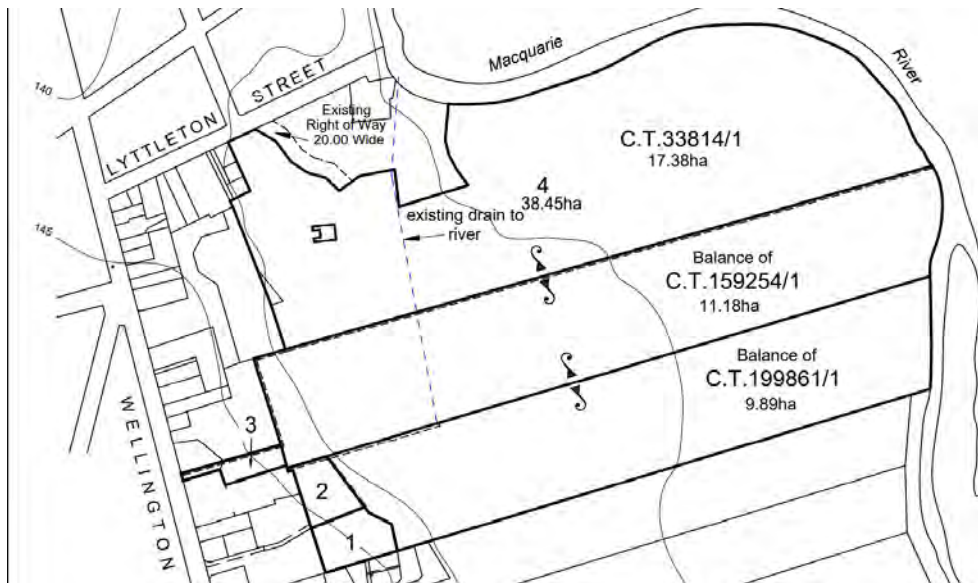 Macquarie
River
140
LYTTLETON STREET
Existing
Right of Way
20.00 Wide
C.T.33814/1
17.38ha
4
38.45ha
existing drain to
river
145
Balance of
C.T.159254/1
11.18ha
Balance of
C.T.199861/1
9.89ha
WELLINGTON
3
2
1